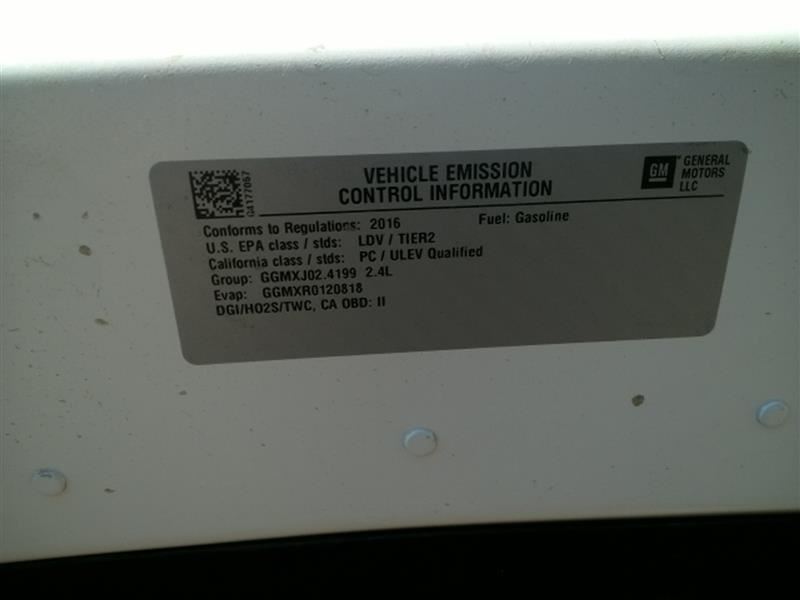 VEHICLE EMISSION
CONTROL INFORMATION
GM
GENERAL
MOTORS
LLC
Conforms to Regulations: 2016 Fuel: Gasoline
U.S. EPA class / stds: LDV / TIER2
California class / stds: PC / ULEV Qualified
Group: GGMXJ02.4199 2.4L
Evap: GGMXR0120818
DGI/HO2S/TWC, CA OBD: II